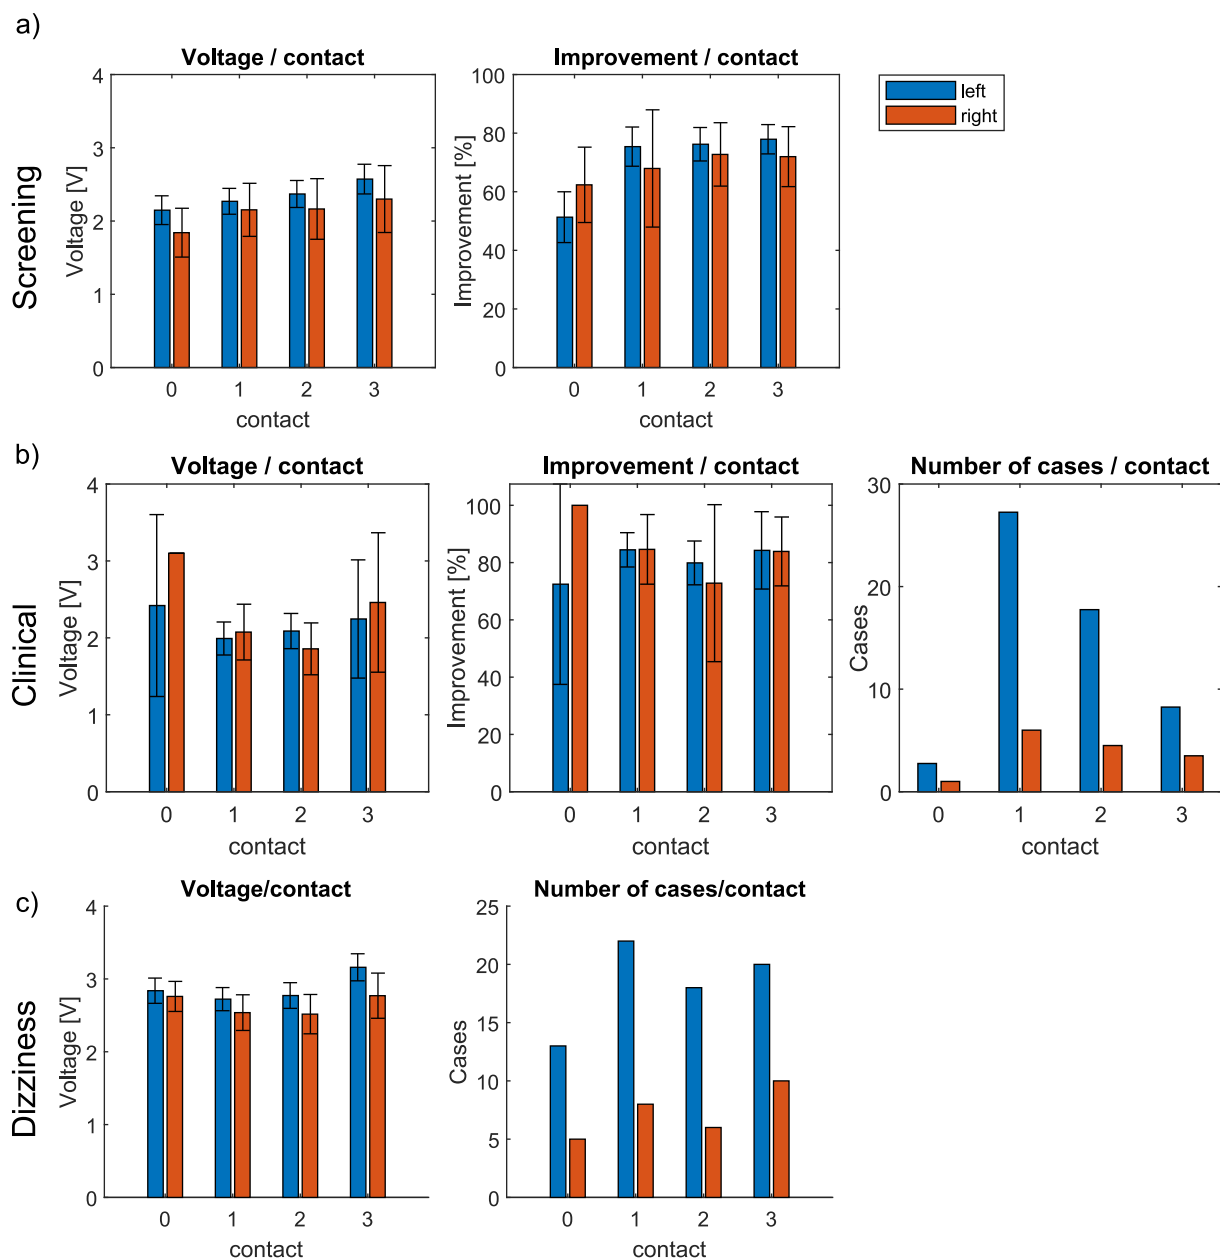 a)
Screening
Voltage / contact
Voltage [V]
4
3
2
1
0
0 1 2 3
contact
Improvement / contact
Improvement [%]
100
80
60
40
20
0
0 1 2 3
contact
left
right
b)
Clinical
Voltage / contact
Voltage [V]
4
3
2
1
0
0 1 2 3
contact
Improvement / contact
Improvement [%]
100
80
60
40
20
0
0 1 2 3
contact
Number of cases / contact
Cases
30
20
10
0
0 1 2 3
contact
c)
Dizziness
Voltage/contact
Voltage [V]
4
3
2
1
0
0 1 2 3
contact
Number of cases/contact
Cases
25
20
15
10
5
0
0 1 2 3
contact